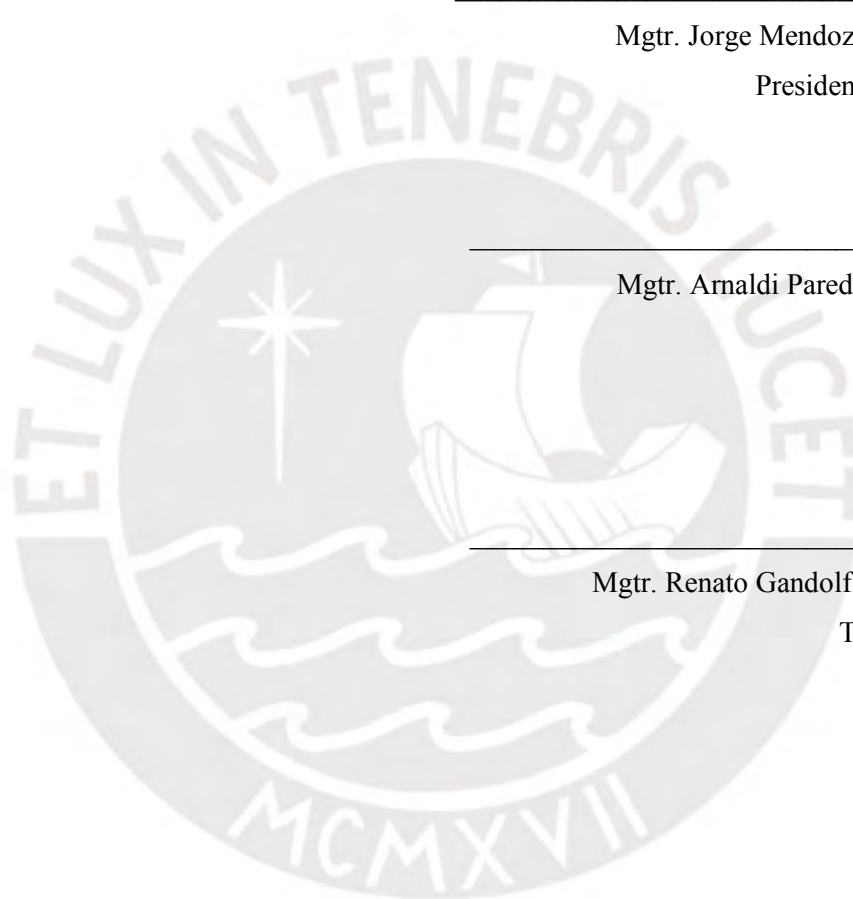 Mgtr. Jorge Mendoz
Presiden
Mgtr. Arnaldi Pared
Mgtr. Renato Gandolf
T
ET LUX IN TENEBRIS LUCET
MCMXVII